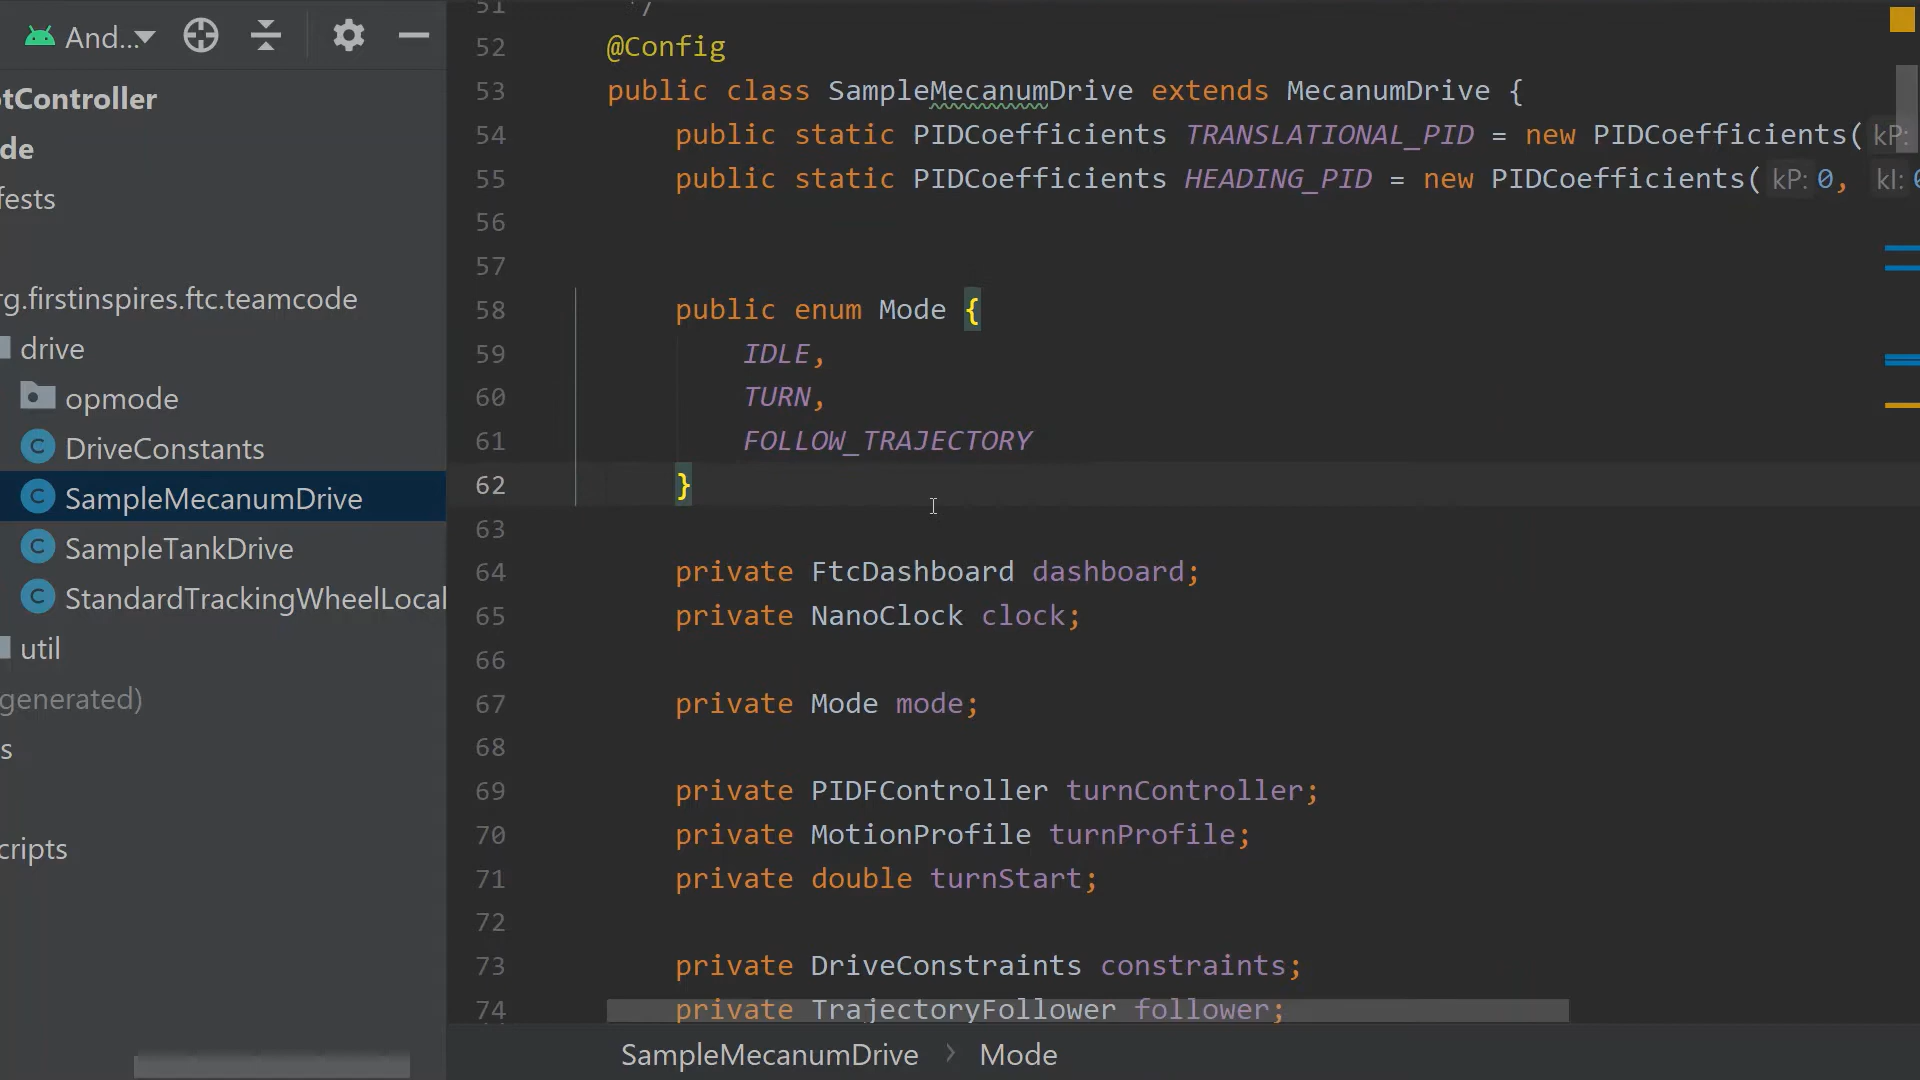 And...
tController
de
fests
rg.firstinspires.ftc.teamcode
drive
opmode
C DriveConstants
C SampleMecanumDrive
C SampleTankDrive
C StandardTrackingWheelLocal
util
generated)
s
cripts
51 */
52 @Config
53 public class SampleMecanumDrive extends MecanumDrive {
54 public static PIDCoefficients TRANSLATIONAL_PID = new PIDCoefficients( kP:
55 public static PIDCoefficients HEADING_PID = new PIDCoefficients( kP: 0, kI: 0
56
57
58 public enum Mode {
59 IDLE,
60 TURN,
61 FOLLOW_TRAJECTORY
62 }
63
64 private FtcDashboard dashboard;
65 private NanoClock clock;
66
67 private Mode mode;
68
69 private PIDFController turnController;
70 private MotionProfile turnProfile;
71 private double turnStart;
72
73 private DriveConstraints constraints;
74 private TrajectoryFollower follower;
SampleMecanumDrive > Mode